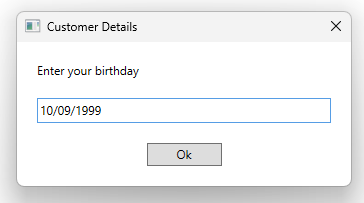 Customer Details
Enter your birthday
10/09/1999
Ok